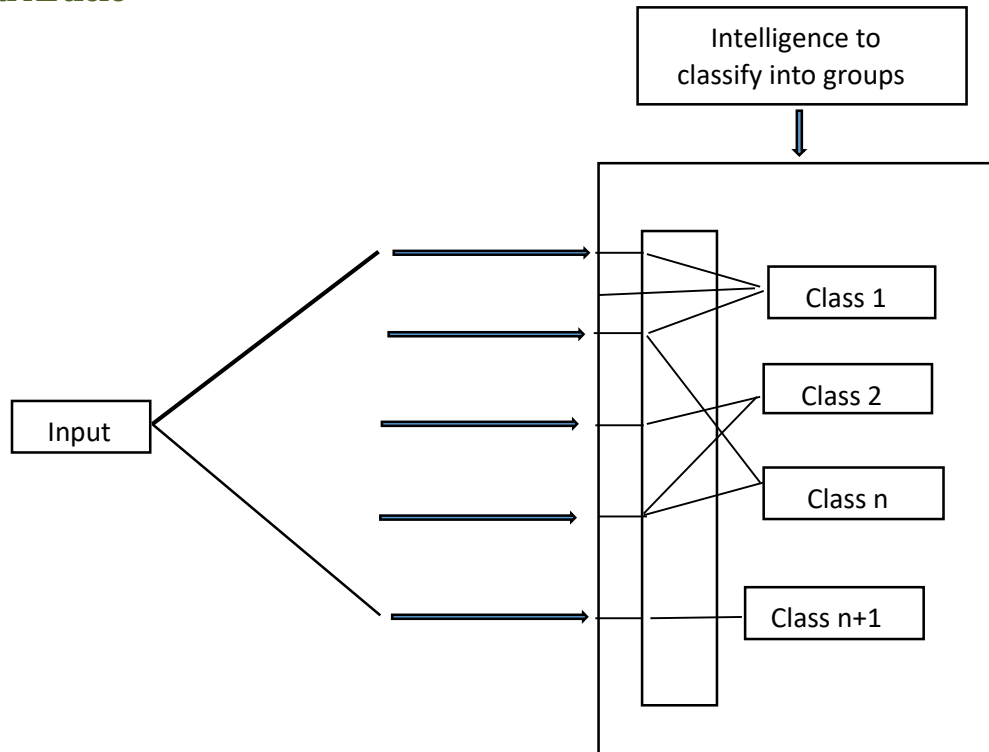 Intelligence to
classify into groups
Class 1
Class 2
Input
Class n
Class n+1